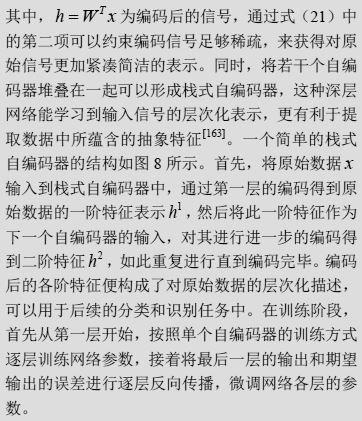 其中，h=Wᵀx为编码后的信号，通过式（21）中
的第二项可以约束编码信号足够稀疏，来获得对原
始信号更加紧凑简洁的表示。同时，将若干个自编
码器堆叠在一起可以形成栈式自编码器，这种深层
网络能学习到输入信号的层次化表示，更有利于提
取数据中所蕴含的抽象特征[163]。一个简单的栈式
自编码器的结构如图 8 所示。首先，将原始数据 x
输入到栈式自编码器中，通过第一层的编码得到原
始数据的一阶特征表示 h¹，然后将此一阶特征作为
下一个自编码器的输入，对其进行进一步的编码得
到二阶特征 h²，如此重复进行直到编码完毕。编码
后的各阶特征便构成了对原始数据的层次化描述，
可以用于后续的分类和识别任务中。在训练阶段，
首先从第一层开始，按照单个自编码器的训练方式
逐层训练网络参数，接着将最后一层的输出和期望
输出的误差进行逐层反向传播，微调网络各层的参
数。